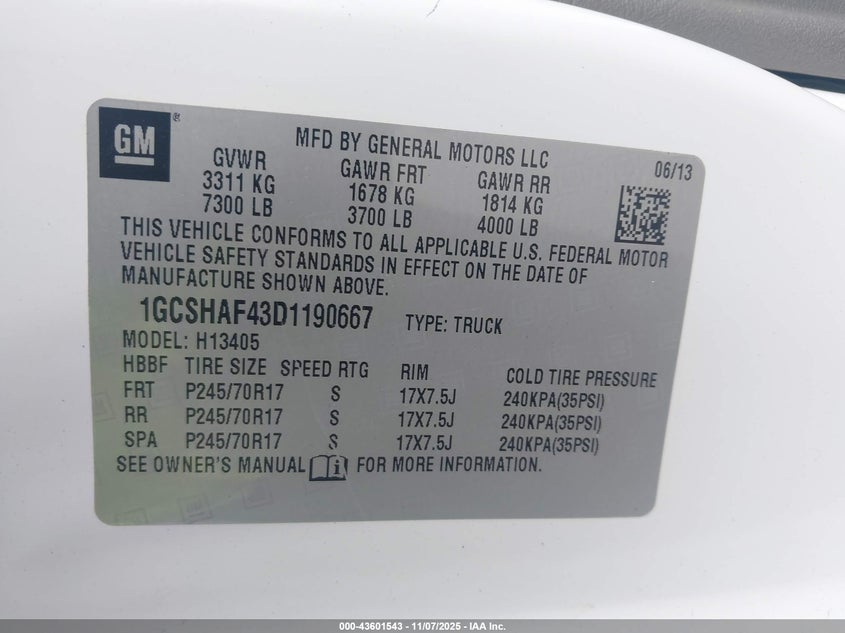 GM®
MFD BY GENERAL MOTORS LLC
06/13
GVWR GAWR FRT GAWR RR
3311 KG 1678 KG 1814 KG
7300 LB 3700 LB 4000 LB
THIS VEHICLE CONFORMS TO ALL APPLICABLE U.S. FEDERAL MOTOR
VEHICLE SAFETY STANDARDS IN EFFECT ON THE DATE OF
MANUFACTURE SHOWN ABOVE.
1GCSHAF43D1190667 TYPE: TRUCK
MODEL: H13405
HBBF TIRE SIZE SPEED RTG RIM COLD TIRE PRESSURE
FRT P245/70R17 S 17X7.5J 240KPA(35PSI)
RR P245/70R17 S 17X7.5J 240KPA(35PSI)
SPA P245/70R17 S 17X7.5J 240KPA(35PSI)
SEE OWNER'S MANUAL FOR MORE INFORMATION.
000-43601543 — 11/07/2025 — IAA Inc.